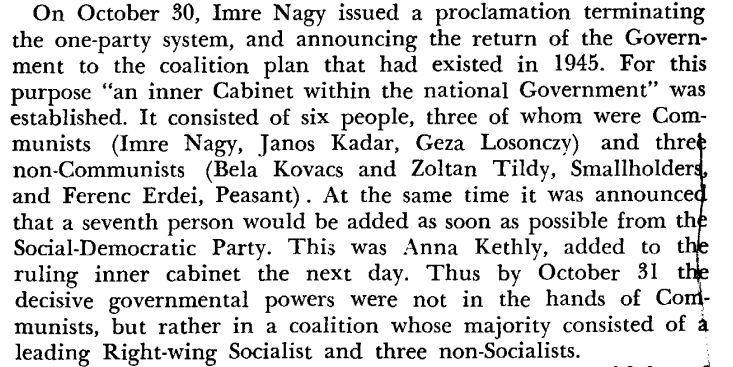 On October 30, Imre Nagy issued a proclamation terminating
the one-party system, and announcing the return of the Govern-
ment to the coalition plan that had existed in 1945. For this
purpose "an inner Cabinet within the national Government" was
established. It consisted of six people, three of whom were Com-
munists (Imre Nagy, Janos Kadar, Geza Losonczy) and three
non-Communists (Bela Kovacs and Zoltan Tildy, Smallholders,
and Ferenc Erdei, Peasant). At the same time it was announced
that a seventh person would be added as soon as possible from the
Social-Democratic Party. This was Anna Kethly, added to the
ruling inner cabinet the next day. Thus by October 31 the
decisive governmental powers were not in the hands of Com-
munists, but rather in a coalition whose majority consisted of a
leading Right-wing Socialist and three non-Socialists.